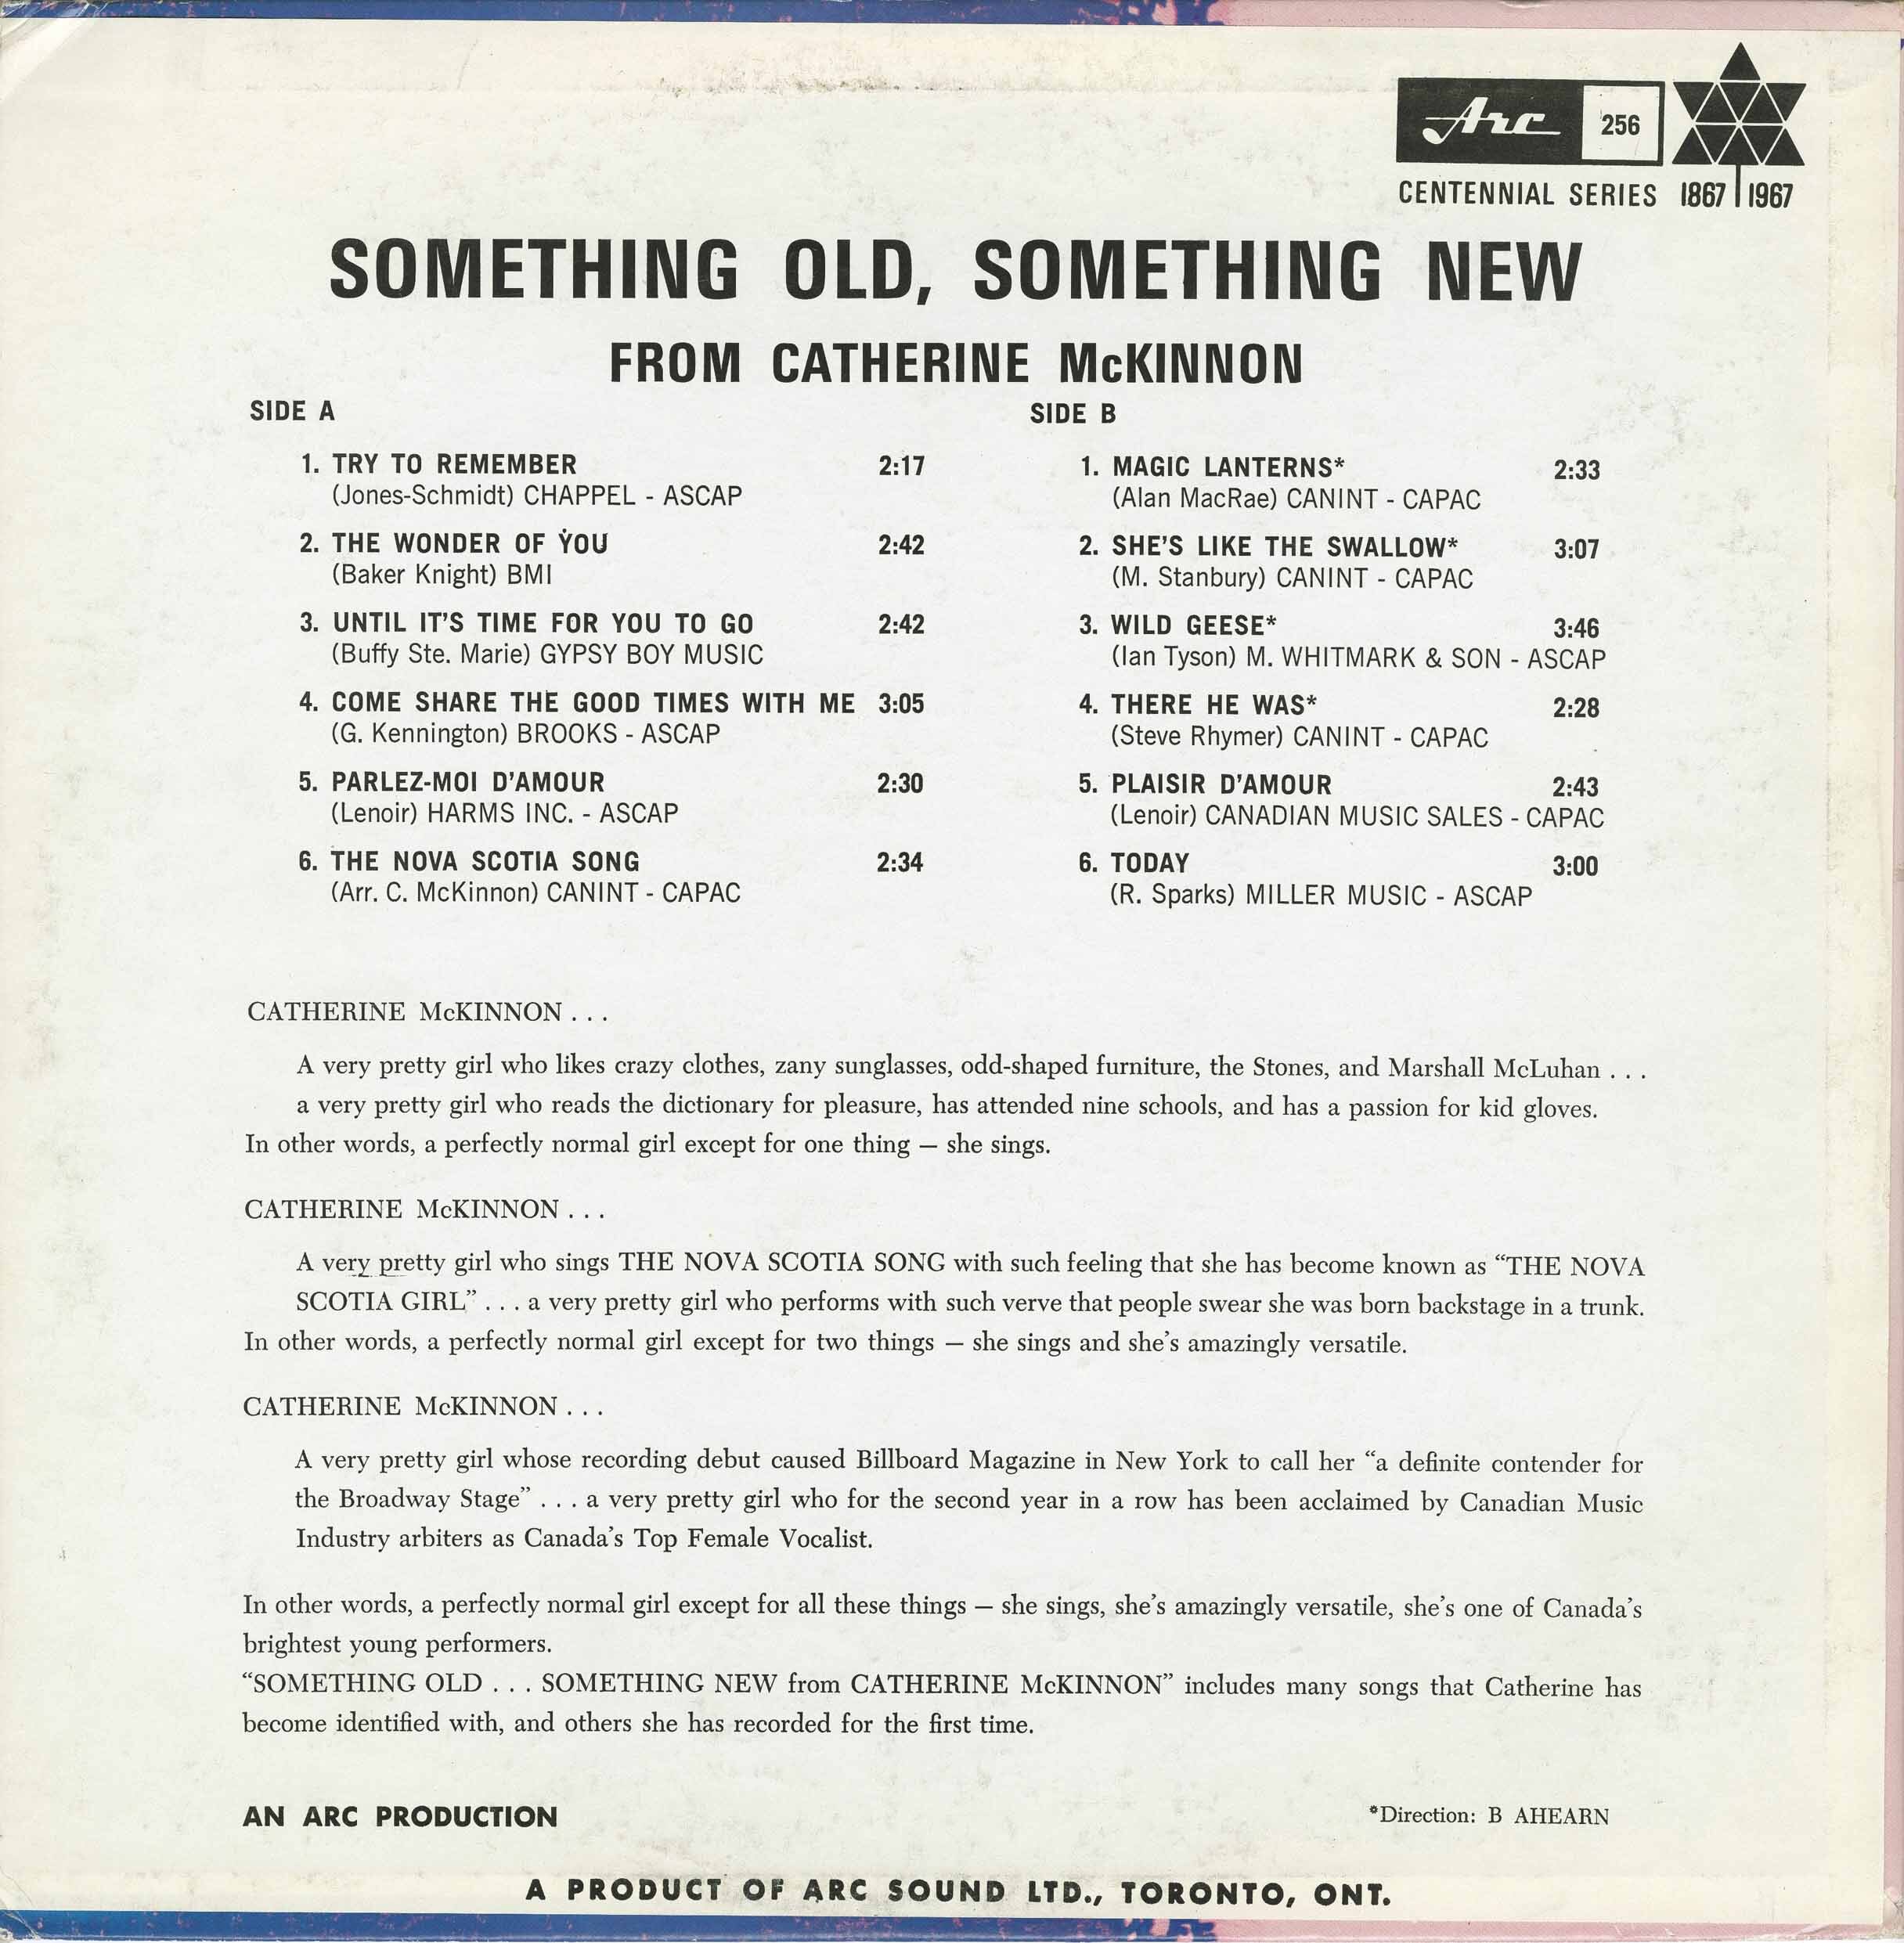 Arc 256
CENTENNIAL SERIES 1867 1967
SOMETHING OLD, SOMETHING NEW
FROM CATHERINE McKINNON
SIDE A
1. TRY TO REMEMBER 2:17
(Jones-Schmidt) CHAPPEL - ASCAP
2. THE WONDER OF YOU 2:42
(Baker Knight) BMI
3. UNTIL IT'S TIME FOR YOU TO GO 2:42
(Buffy Ste. Marie) GYPSY BOY MUSIC
4. COME SHARE THE GOOD TIMES WITH ME 3:05
(G. Kennington) BROOKS - ASCAP
5. PARLEZ-MOI D'AMOUR 2:30
(Lenoir) HARMS INC. - ASCAP
6. THE NOVA SCOTIA SONG 2:34
(Arr. C. McKinnon) CANINT - CAPAC
SIDE B
1. MAGIC LANTERNS* 2:33
(Alan MacRae) CANINT - CAPAC
2. SHE'S LIKE THE SWALLOW* 3:07
(M. Stanbury) CANINT - CAPAC
3. WILD GEESE* 3:46
(Ian Tyson) M. WHITMARK & SON - ASCAP
4. THERE HE WAS* 2:28
(Steve Rhymer) CANINT - CAPAC
5. PLAISIR D'AMOUR 2:43
(Lenoir) CANADIAN MUSIC SALES - CAPAC
6. TODAY 3:00
(R. Sparks) MILLER MUSIC - ASCAP
CATHERINE McKINNON . . .
A very pretty girl who likes crazy clothes, zany sunglasses, odd-shaped furniture, the Stones, and Marshall McLuhan . . .
a very pretty girl who reads the dictionary for pleasure, has attended nine schools, and has a passion for kid gloves.
In other words, a perfectly normal girl except for one thing — she sings.
CATHERINE McKINNON . . .
A very pretty girl who sings THE NOVA SCOTIA SONG with such feeling that she has become known as “THE NOVA
SCOTIA GIRL” . . . a very pretty girl who performs with such verve that people swear she was born backstage in a trunk.
In other words, a perfectly normal girl except for two things — she sings and she's amazingly versatile.
CATHERINE McKINNON . . .
A very pretty girl whose recording debut caused Billboard Magazine in New York to call her “a definite contender for
the Broadway Stage” . . . a very pretty girl who for the second year in a row has been acclaimed by Canadian Music
Industry arbiters as Canada's Top Female Vocalist.
In other words, a perfectly normal girl except for all these things — she sings, she's amazingly versatile, she's one of Canada's
brightest young performers.
“SOMETHING OLD . . . SOMETHING NEW from CATHERINE McKINNON” includes many songs that Catherine has
become identified with, and others she has recorded for the first time.
AN ARC PRODUCTION
*Direction: B AHEARN
A PRODUCT OF ARC SOUND LTD., TORONTO, ONT.